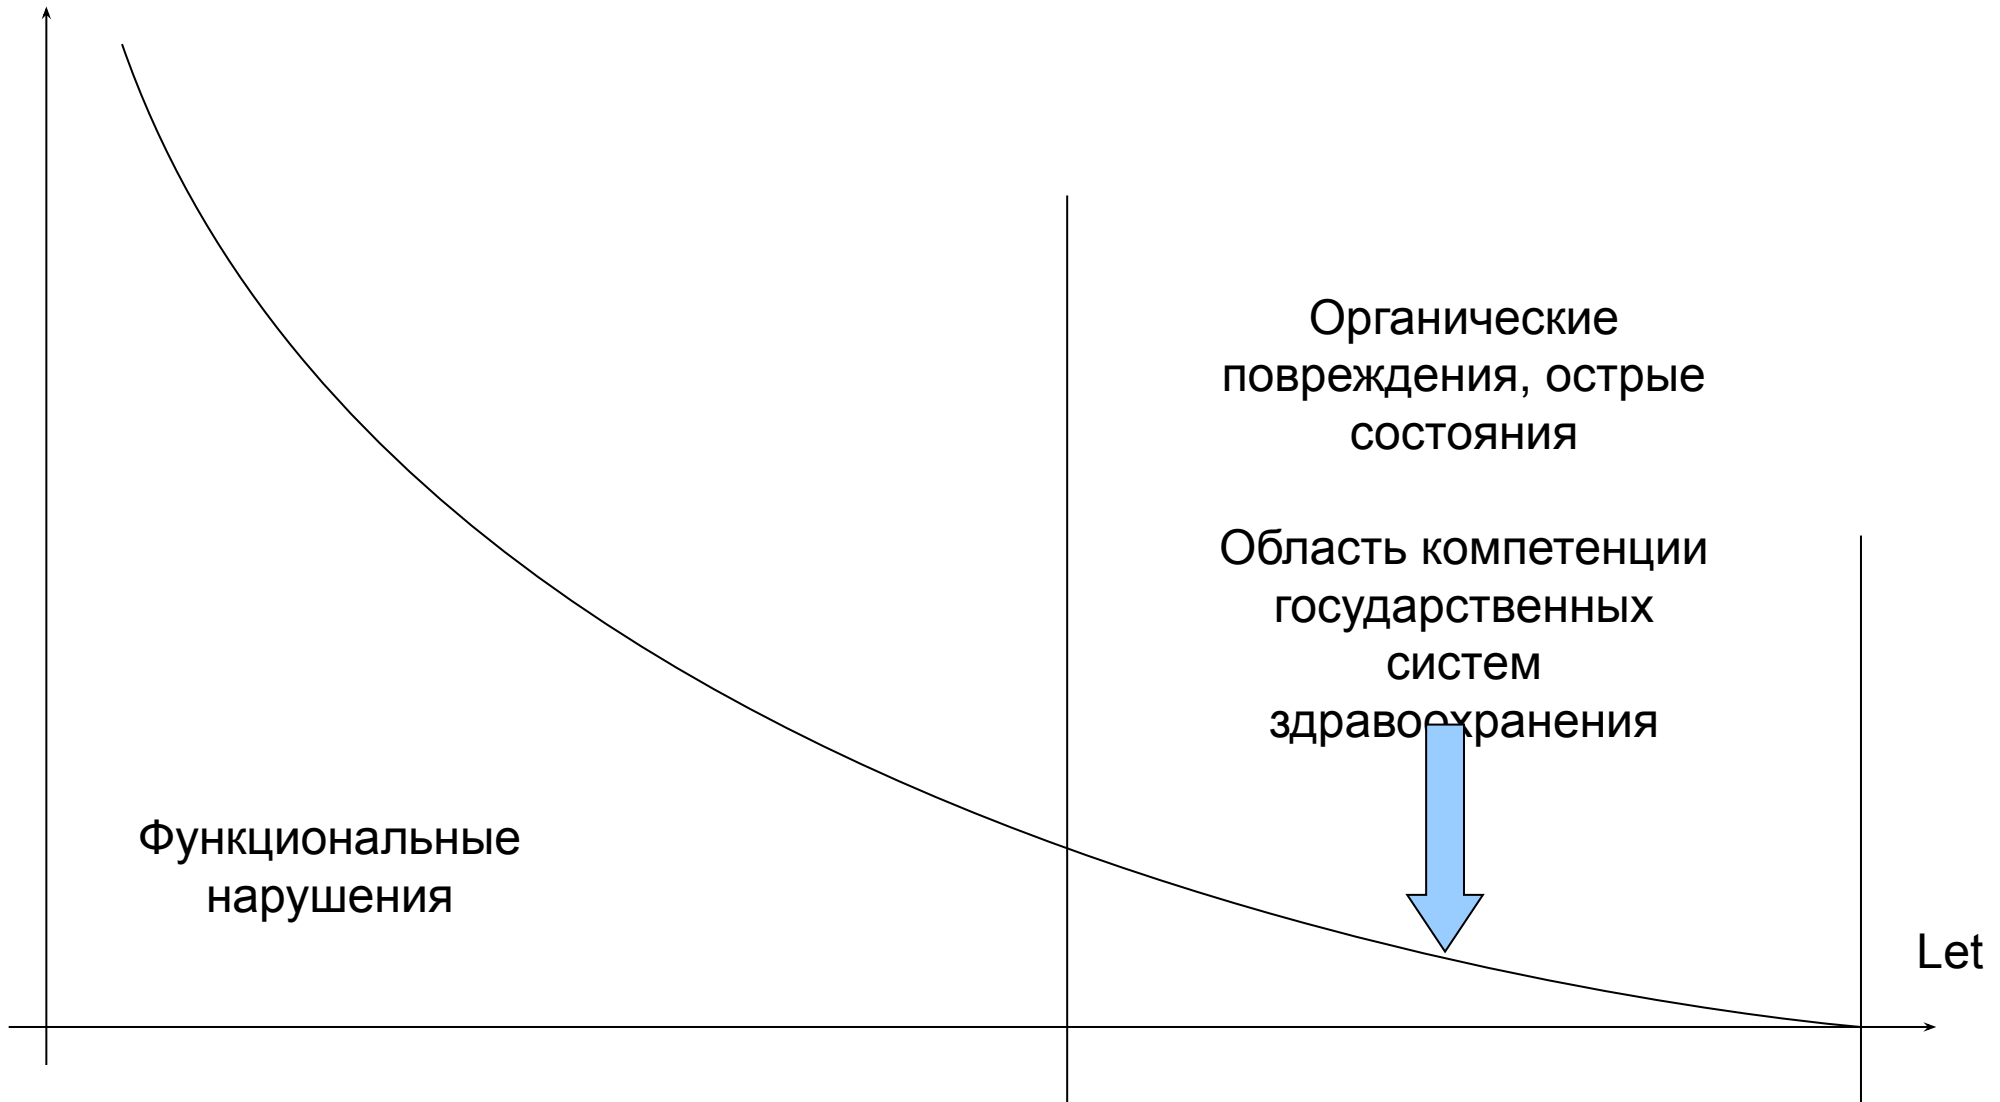 Органические
повреждения, острые
состояния
Область компетенции
государственных
систем
здравоохранения
Функциональные
нарушения
Let